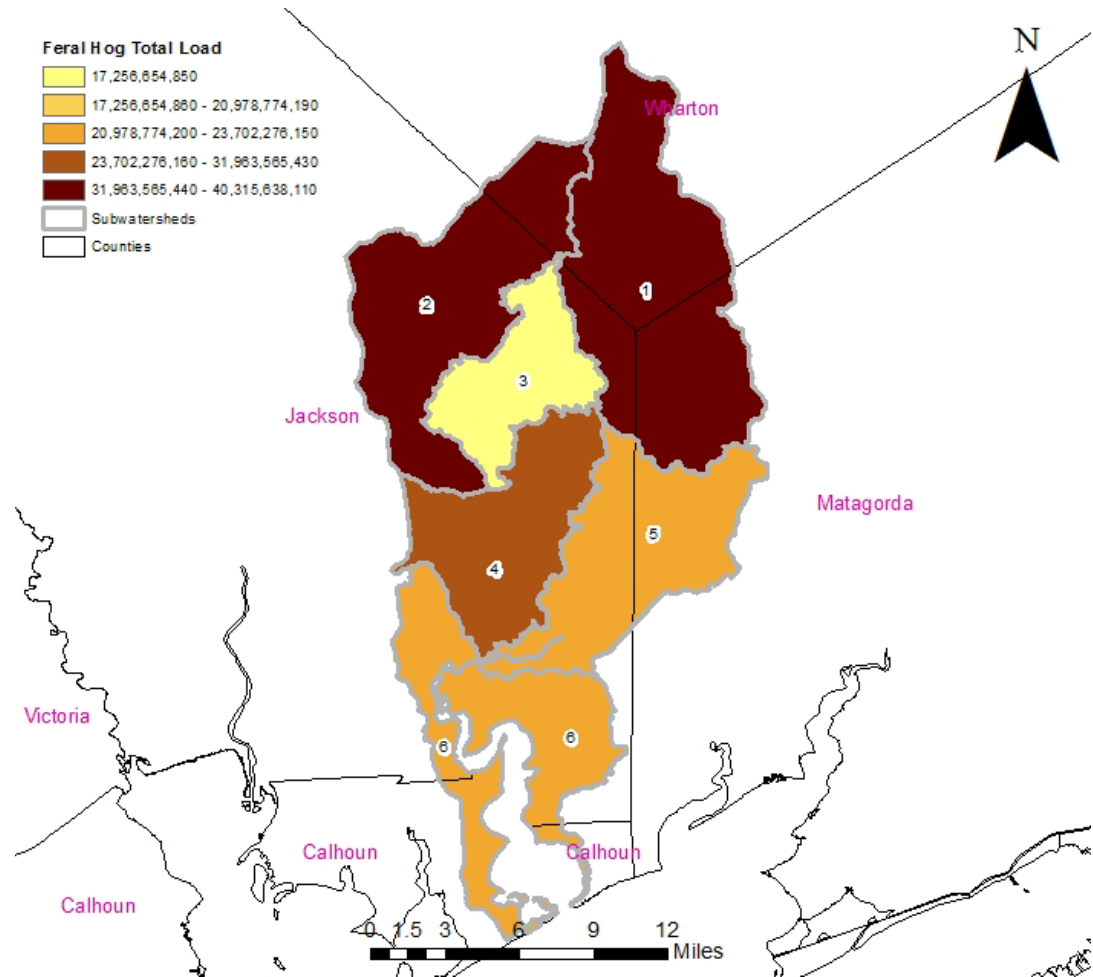 Feral Hog Total Load
17,256,654,850
17,256,654,860 - 20,978,774,190
20,978,774,200 - 23,702,276,150
23,702,276,160 - 31,963,565,430
31,963,565,440 - 40,315,638,110
Subwatersheds
Counties
N
Wharton
1
2
3
Jackson
Matagorda
5
4
Victoria
6
6
Calhoun
Calhoun
Calhoun
0 1.5 3 6 9 12
Miles